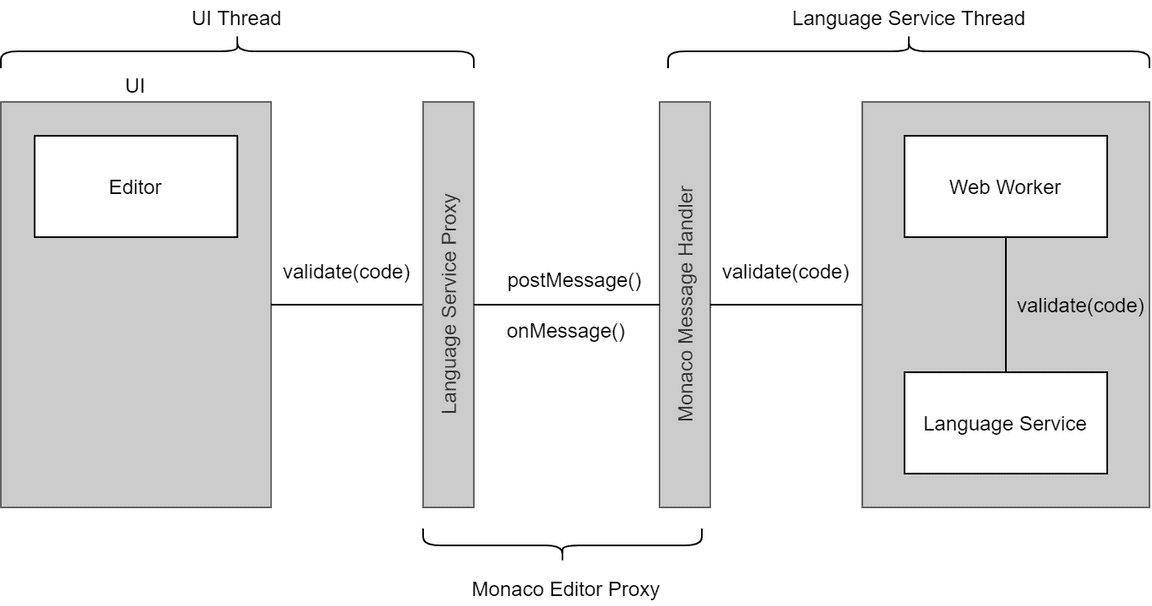 UI Thread
Language Service Thread
UI
Editor
Language Service Proxy
Monaco Message Handler
Web Worker
validate(code)
postMessage()
validate(code)
validate(code)
onMessage()
Language Service
Monaco Editor Proxy